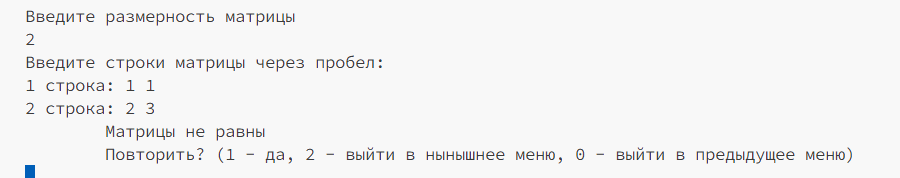 Введите размерность матрицы
2
Введите строки матрицы через пробел:
1 строка: 1 1
2 строка: 2 3
Матрицы не равны
Повторить? (1 - да, 2 - выйти в нынышнее меню, 0 - выйти в предыдущее меню)